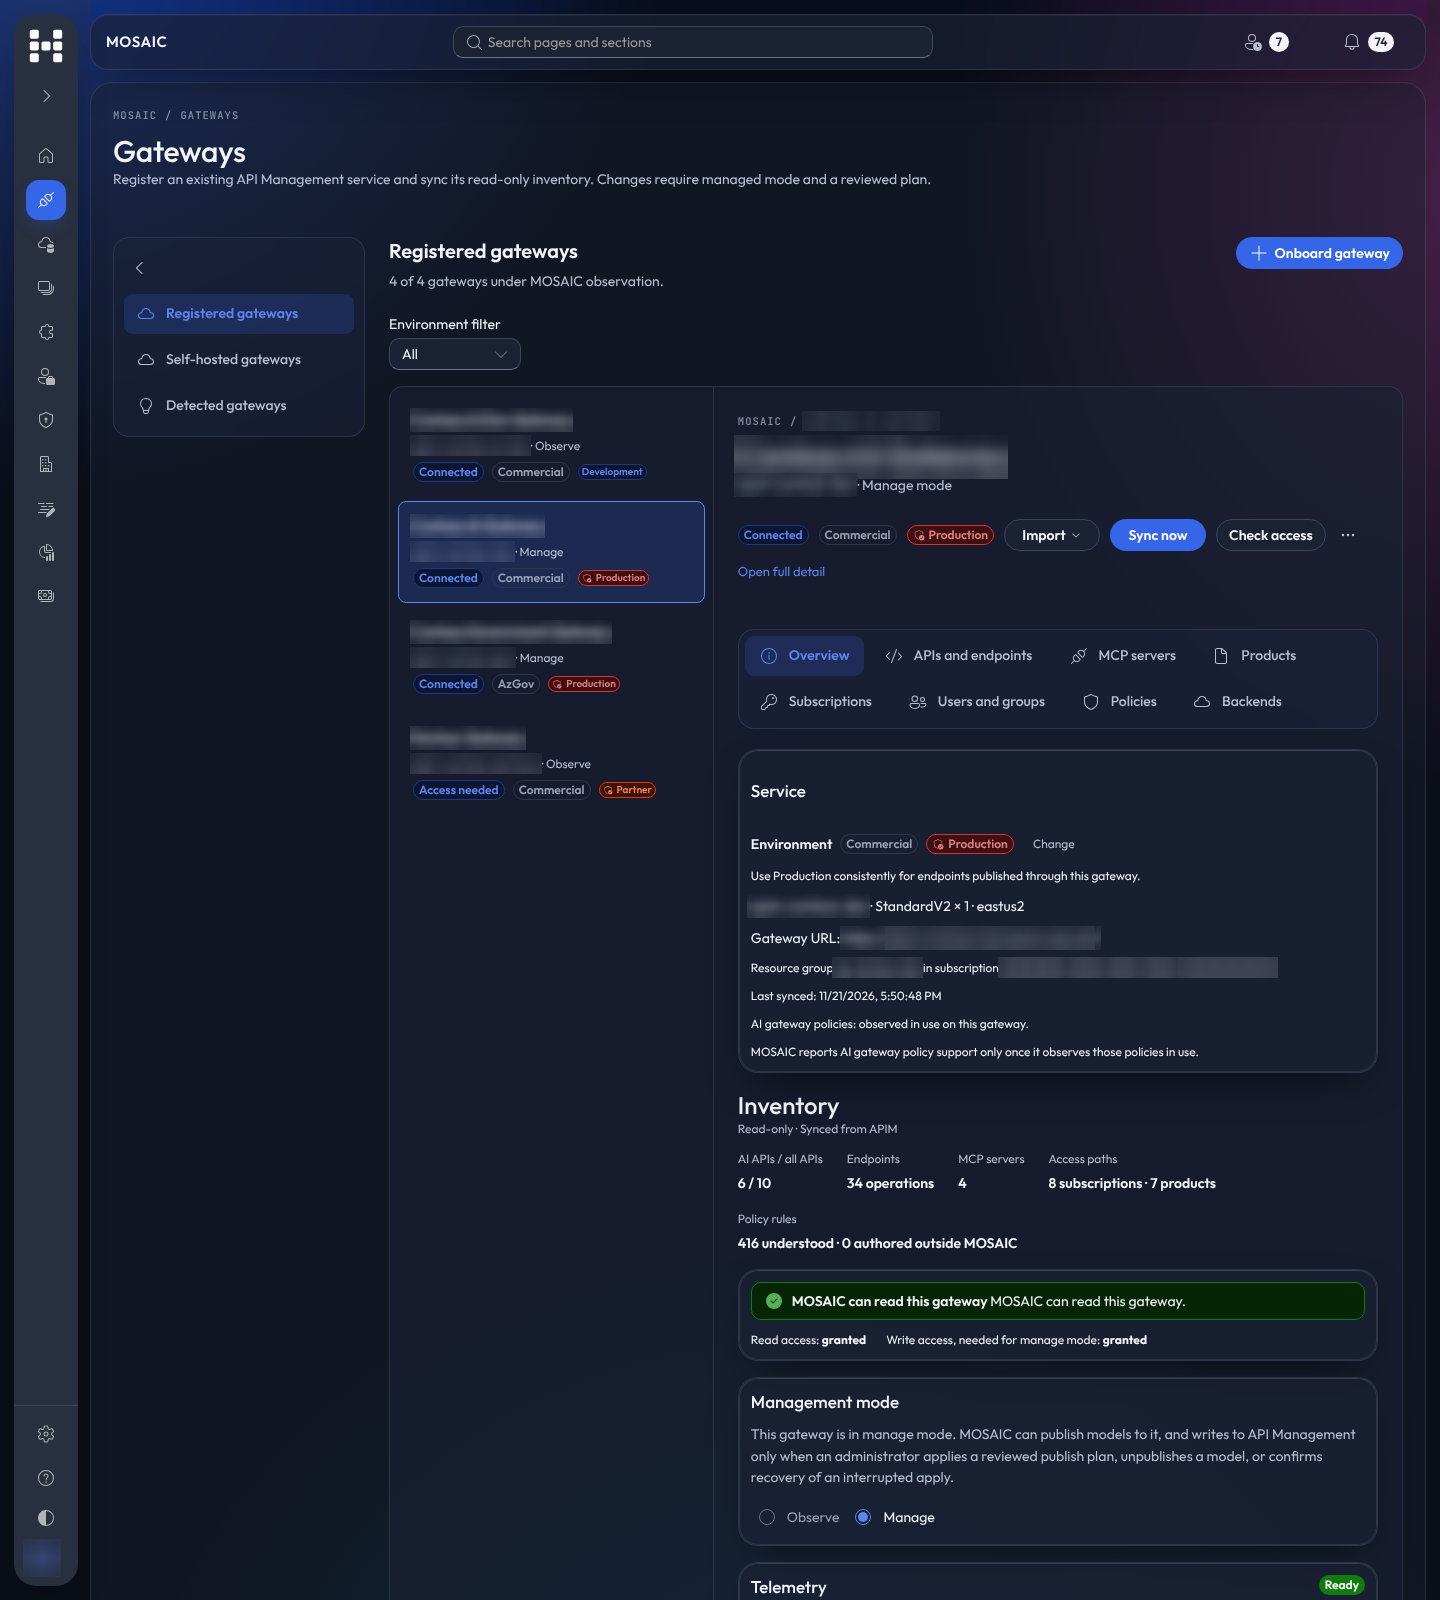 MOSAIC
Search pages and sections
7
74
MOSAIC / GATEWAYS
Gateways
Register an existing API Management service and sync its read-only inventory. Changes require managed mode and a reviewed plan.
Registered gateways
Self-hosted gateways
Detected gateways
Registered gateways
4 of 4 gateways under MOSAIC observation.
Onboard gateway
Environment filter
All
· Observe
Connected Commercial Development
· Manage
Connected Commercial Production
· Manage
Connected AzGov Production
· Observe
Access needed Commercial Partner
MOSAIC /
· Manage mode
Connected Commercial Production Import Sync now Check access ···
Open full detail
Overview APIs and endpoints MCP servers Products
Subscriptions Users and groups Policies Backends
Service
Environment Commercial Production Change
Use Production consistently for endpoints published through this gateway.
· StandardV2 × 1 · eastus2
Gateway URL:
Resource group in subscription
Last synced: 11/21/2026, 5:50:48 PM
AI gateway policies: observed in use on this gateway.
MOSAIC reports AI gateway policy support only once it observes those policies in use.
Inventory
Read-only · Synced from APIM
AI APIs / all APIs Endpoints MCP servers Access paths
6 / 10 34 operations 4 8 subscriptions · 7 products
Policy rules
416 understood · 0 authored outside MOSAIC
MOSAIC can read this gateway MOSAIC can read this gateway.
Read access: granted Write access, needed for manage mode: granted
Management mode
This gateway is in manage mode. MOSAIC can publish models to it, and writes to API Management
only when an administrator applies a reviewed publish plan, unpublishes a model, or confirms
recovery of an interrupted apply.
Observe Manage
Telemetry Ready